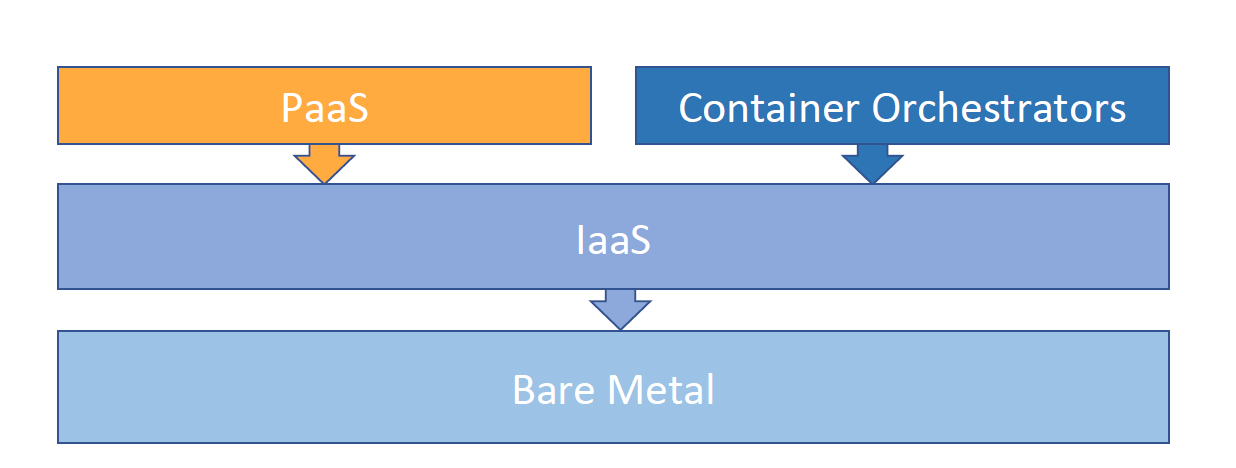 PaaS
Container Orchestrators
IaaS
Bare Metal